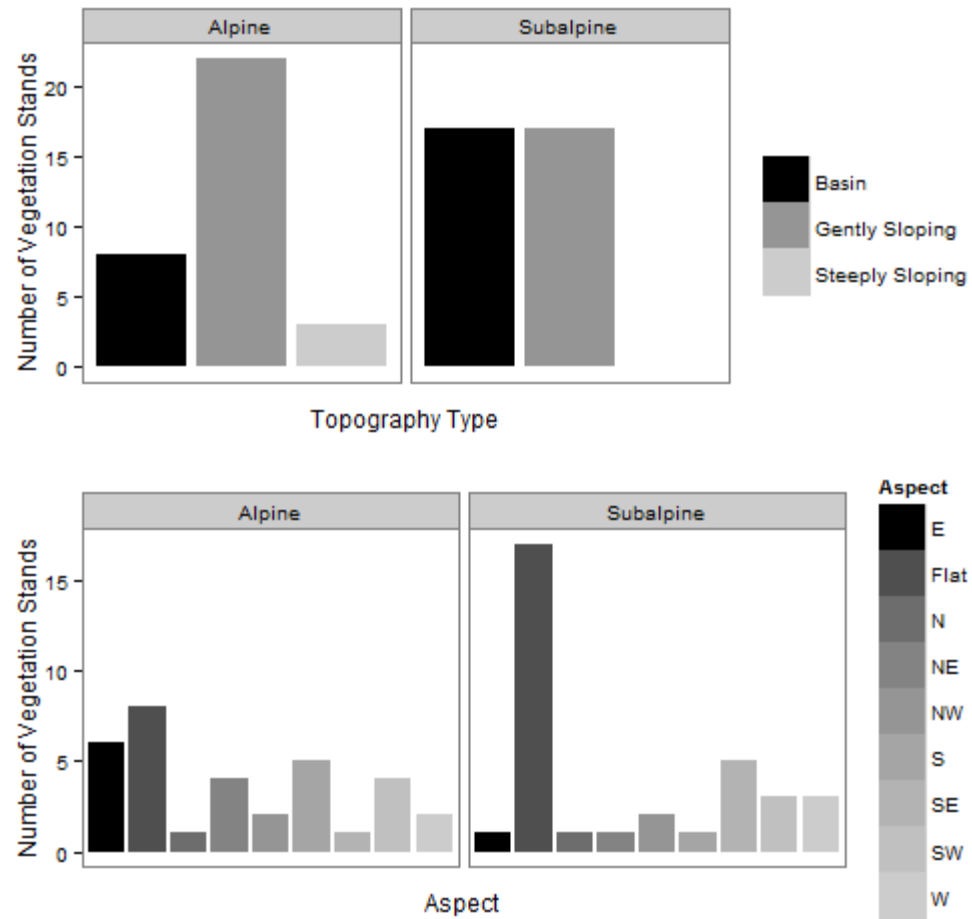 Alpine
Subalpine
Number of Vegetation Stands
20
15
10
5
0
Topography Type
Basin
Gently Sloping
Steeply Sloping
Alpine
Subalpine
Number of Vegetation Stands
15
10
5
0
Aspect
Aspect
E
Flat
N
NE
NW
S
SE
SW
W